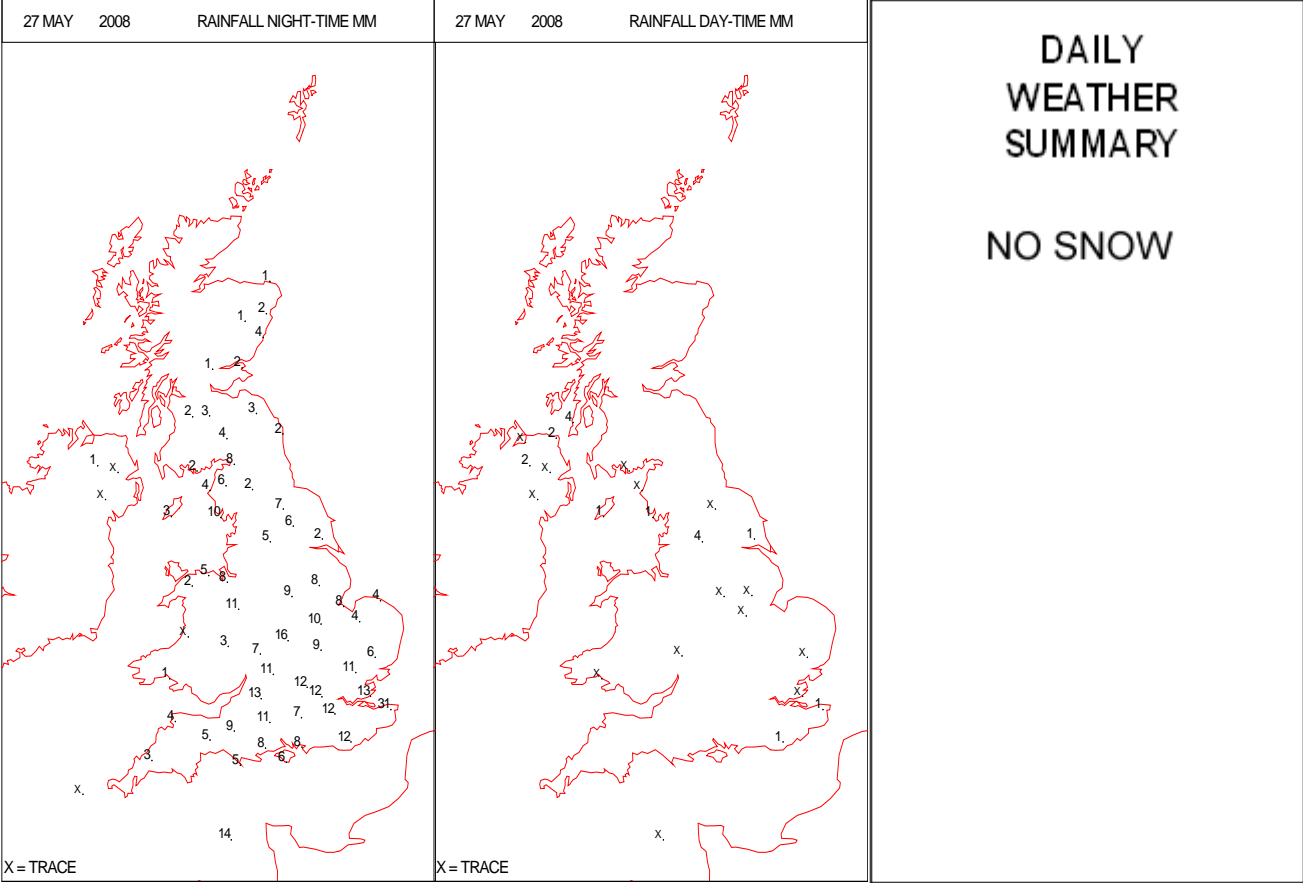 27 MAY 2008 RAINFALL NIGHT-TIME MM
1.
2.
1.
4.
2.
1.
2. 3. 3.
2.
4.
1. 8.
x. 2.
6.
4. 2.
x.
7.
3. 10.
6.
2.
5.
5.
8.
2. 8.
9.
4.
8.
11.
4.
10.
x.
16.
3. 9.
7. 6.
11. 11.
1.
12.
13. 12. 13.
31.
12.
4. 11. 7.
9.
5. 12.
8. 8.
3. 5. 6.
x.
14.
X = TRACE
27 MAY 2008 RAINFALL DAY-TIME MM
4.
2.
x.
2. x.
x.
x.
x.
x.
1. 1.
4. 1.
x. x.
x.
x. x.
x.
x.
1.
1.
x.
X = TRACE
DAILY
WEATHER
SUMMARY
NO SNOW